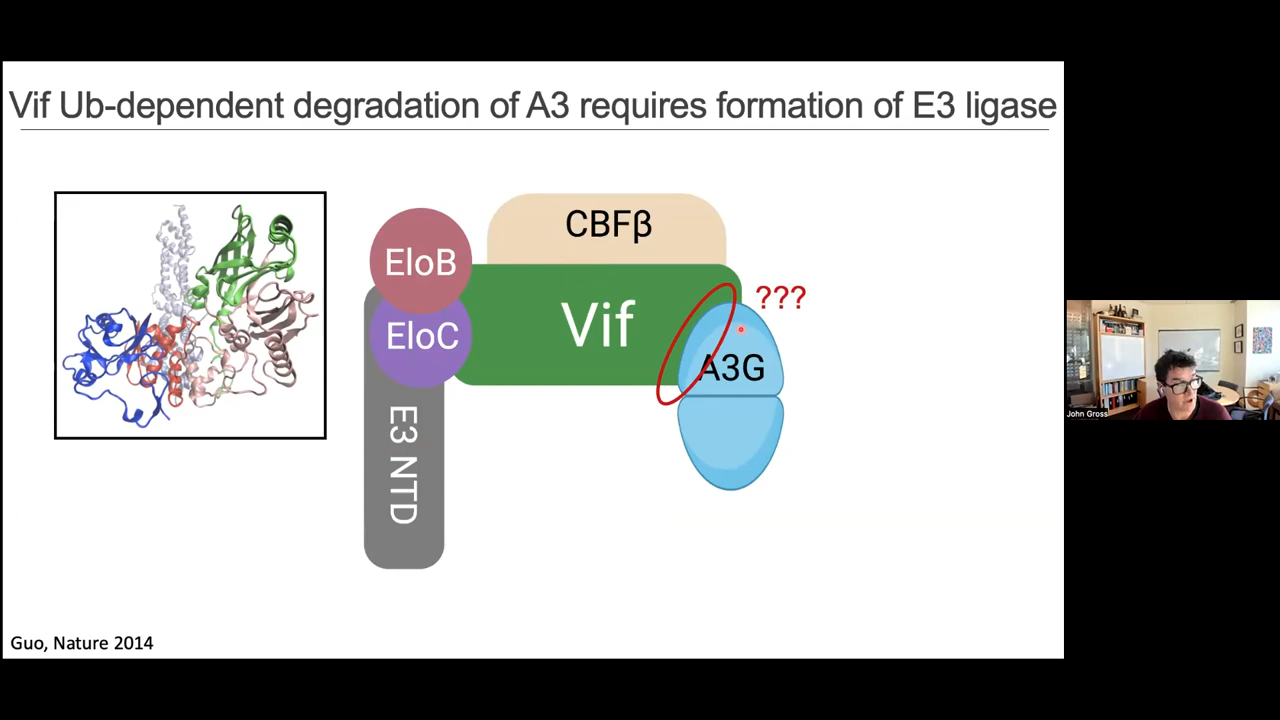 Vif Ub-dependent degradation of A3 requires formation of E3 ligase
CBFβ
EloB
Vif
???
EloC
A3G
E3 NTD
Guo, Nature 2014
John Gross